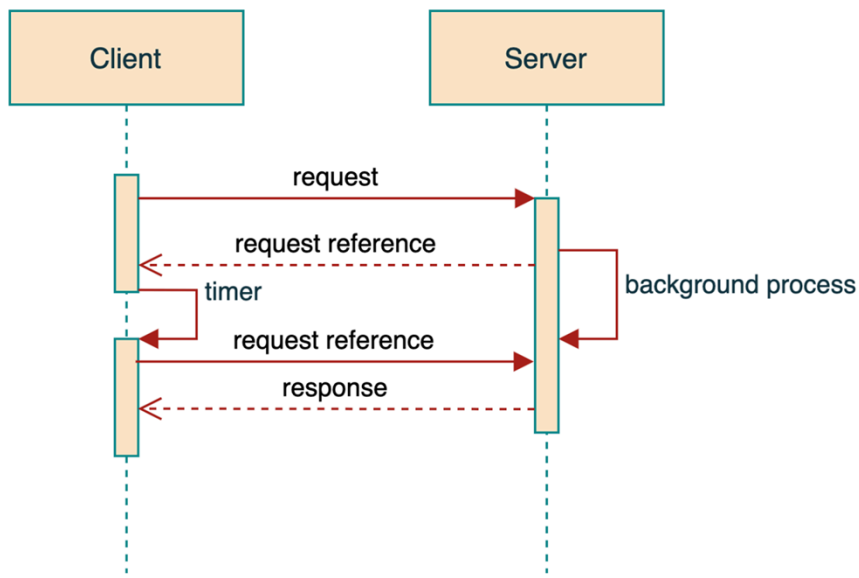 Client
Server
request
request reference
timer
background process
request reference
response